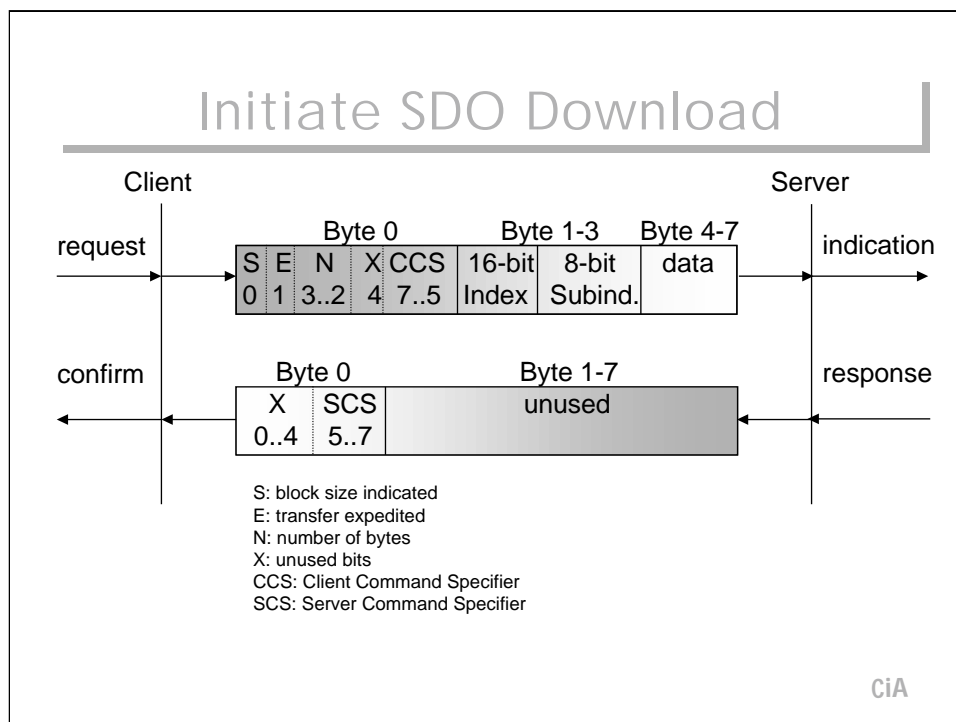 Initiate SDO Download
Client Server
Byte 0 Byte 1-3 Byte 4-7
request indication
S E N X CCS 16-bit 8-bit data
0 1 3..2 4 7..5 Index Subind.
confirm Byte 0 Byte 1-7 response
X SCS unused
0..4 5..7
S: block size indicated
E: transfer expedited
N: number of bytes
X: unused bits
CCS: Client Command Specifier
SCS: Server Command Specifier
CiA